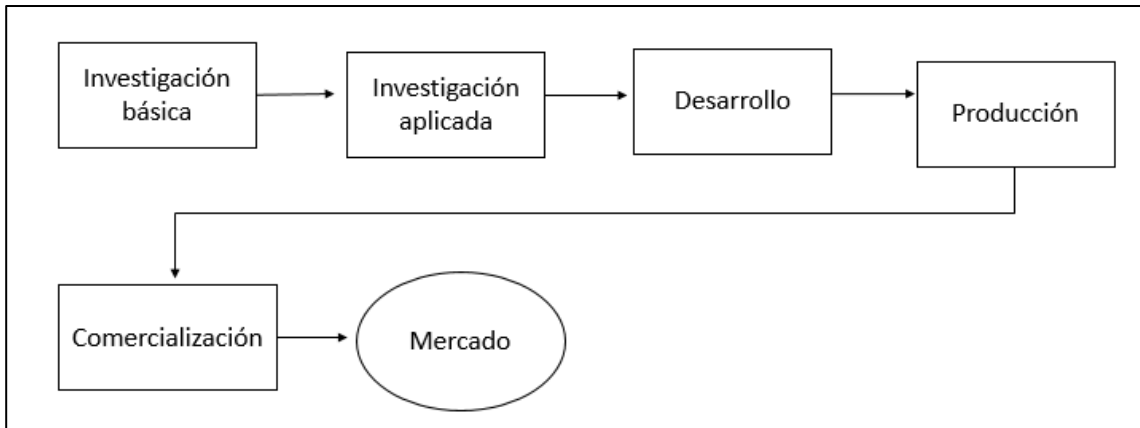 Investigación
básica
Investigación
aplicada
Desarrollo
Producción
Comercialización
Mercado